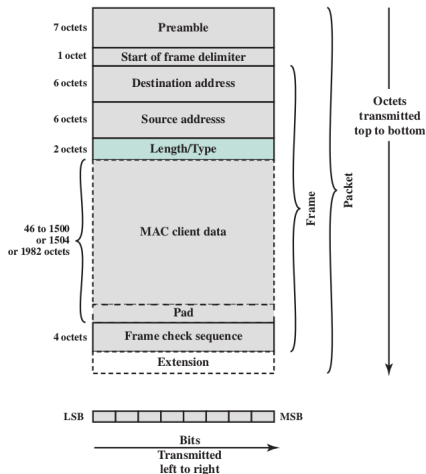 7 octets
Preamble
1 octet
Start of frame delimiter
6 octets
Destination address
6 octets
Source addresss
2 octets
Length/Type
46 to 1500
or 1504
or 1982 octets
MAC client data
Pad
4 octets
Frame check sequence
Extension
Frame
Packet
Octets
transmitted
top to bottom
LSB
MSB
Bits
Transmitted
left to right